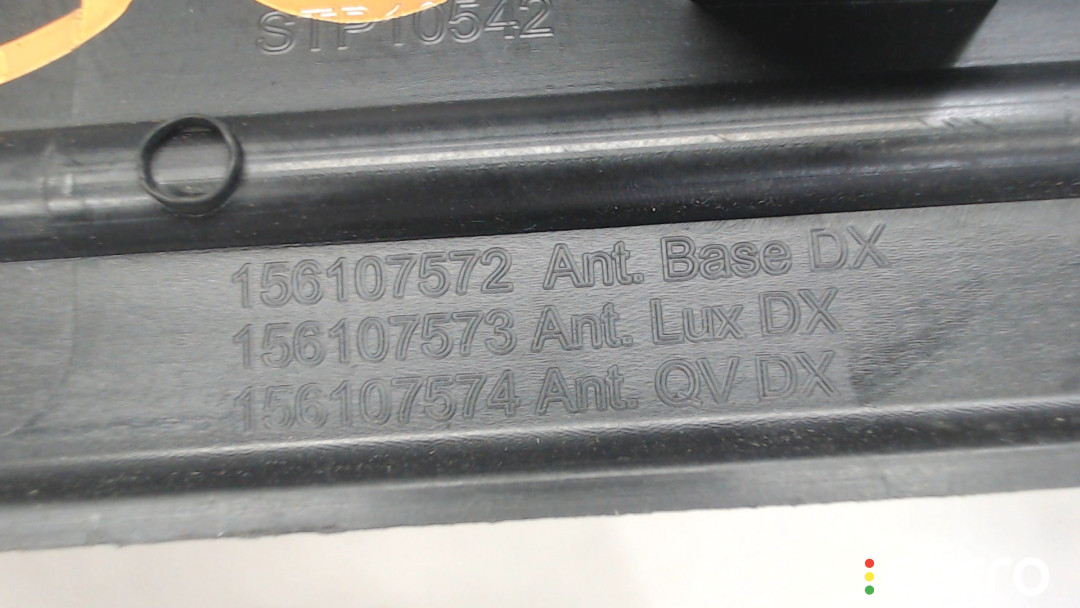 STP10542
156107572 Ant. Base DX
156107573 Ant. Lux DX
156107574 Ant. QV DX